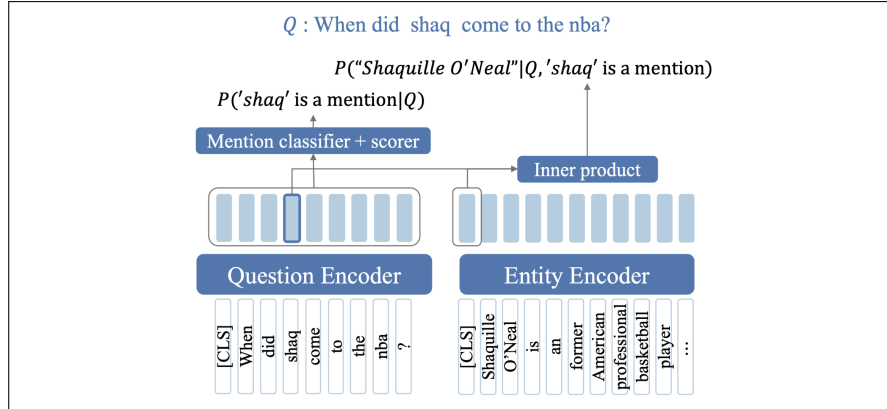 Q : When did shaq come to the nba?
P("Shaquille O'Neal"|Q, 'shaq' is a mention)
P('shaq' is a mention|Q)
Mention classifier + scorer
Inner product
Question Encoder
Entity Encoder
[CLS]
When
did
shaq
come
to
the
nba
?
[CLS]
Shaquille
O'Neal
is
an
former
American
professional
basketball
player
...